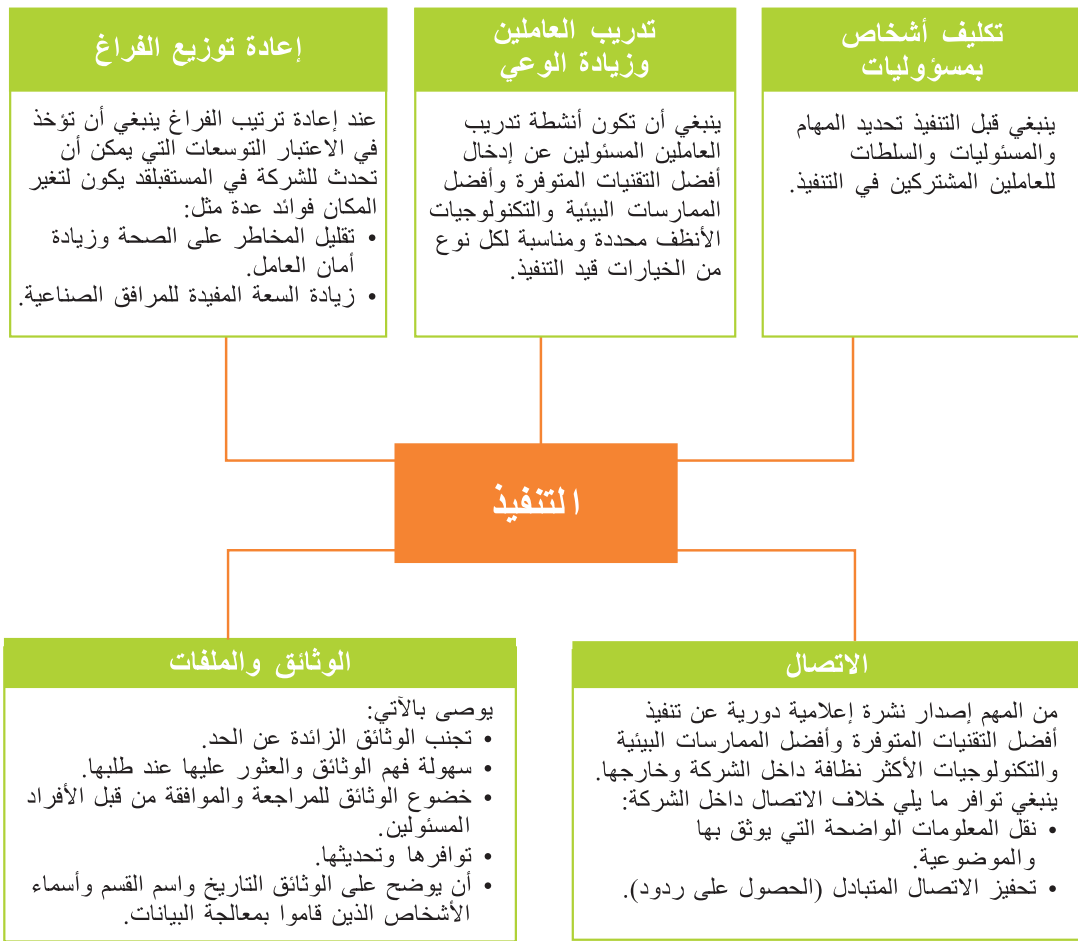 تكليف أشخاص
بمسؤوليات
ينبغي قبل التنفيذ تحديد المهام
والمسئوليات والسلطات
للعاملين المشتركين في التنفيذ.
تدريب العاملين
وزيادة الوعي
ينبغي أن تكون أنشطة تدريب
العاملين المسئولين عن إدخال
أفضل التقنيات المتوفرة وأفضل
الممارسات البيئية والتكنولوجيات
الأنظف محددة ومناسبة لكل نوع
من الخيارات قيد التنفيذ.
إعادة توزيع الفراغ
عند إعادة ترتيب الفراغ ينبغي أن تؤخذ
في الاعتبار التوسعات التي يمكن أن
تحدث للشركة في المستقبلقد يكون لتغير
المكان فوائد عدة مثل:
• تقليل المخاطر على الصحة وزيادة
أمان العامل.
• زيادة السعة المفيدة للمرافق الصناعية.
التنفيذ
الاتصال
من المهم إصدار نشرة إعلامية دورية عن تنفيذ
أفضل التقنيات المتوفرة وأفضل الممارسات البيئية
والتكنولوجيات الأكثر نظافة داخل الشركة وخارجها.
ينبغي توافر ما يلي خلاف الاتصال داخل الشركة:
• نقل المعلومات الواضحة التي يوثق بها
والموضوعية.
• تحفيز الاتصال المتبادل (الحصول على ردود).
الوثائق والملفات
يوصى بالآتي:
• تجنب الوثائق الزائدة عن الحد.
• سهولة فهم الوثائق والعثور عليها عند طلبها.
• خضوع الوثائق للمراجعة والموافقة من قبل الأفراد
المسئولين.
• توافرها وتحديثها.
• أن يوضح على الوثائق التاريخ واسم القسم وأسماء
الأشخاص الذين قاموا بمعالجة البيانات.